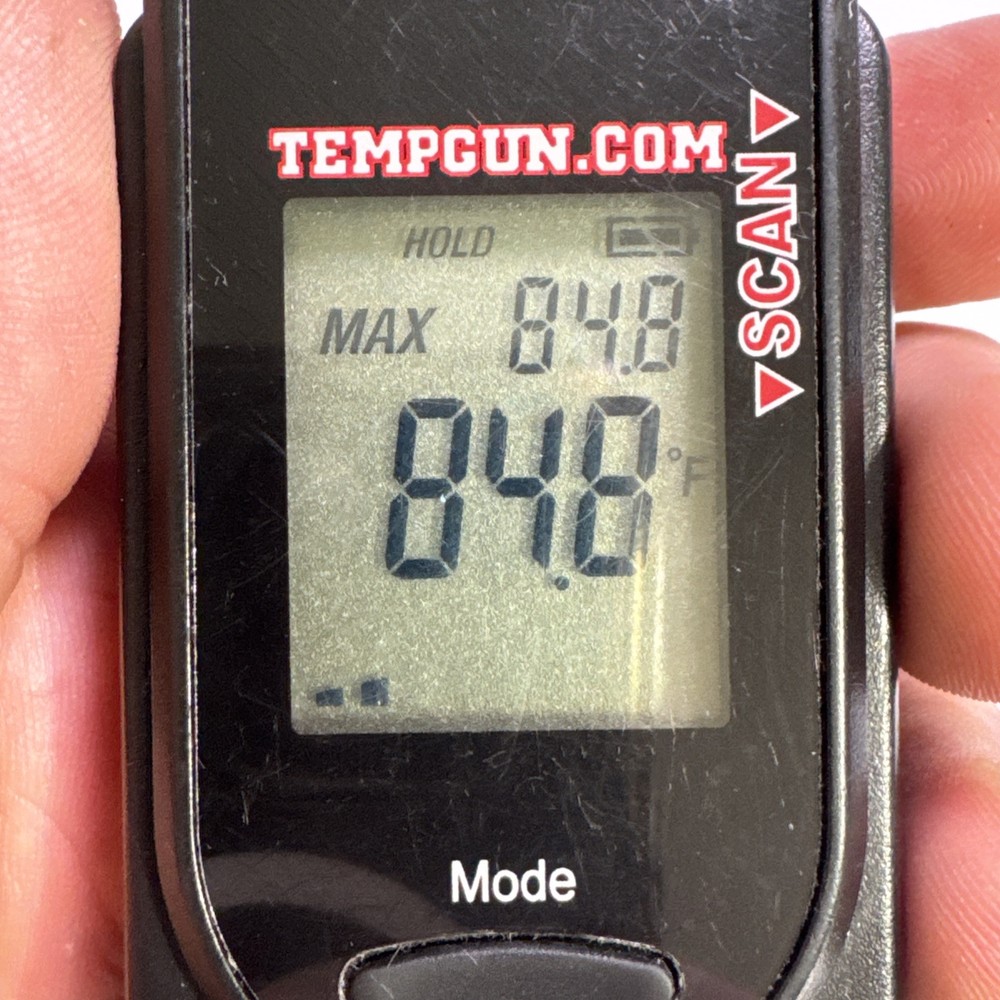 TEMPGUN.COM
▼SCAN▼
HOLD
MAX 84.8
84.8 °F
Mode